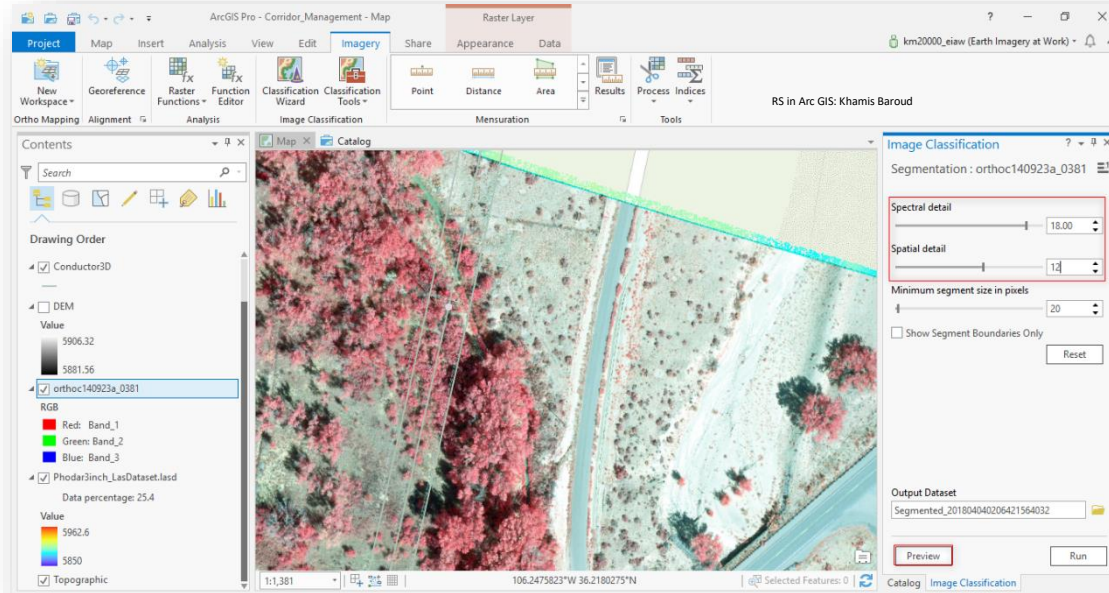 ArcGIS Pro - Corridor_Management - Map
Raster Layer
?
Project Map Insert Analysis View Edit Imagery Share Appearance Data
km20000_eiaw (Earth Imagery at Work)
New Workspace
Georeference
Raster Functions
Function Editor
Classification Wizard
Classification Tools
Point
Distance
Area
Results
Process
Indices
Ortho Mapping
Alignment
Analysis
Image Classification
Mensuration
Tools
RS in Arc GIS: Khamis Baroud
Contents
Search
Drawing Order
Conductor3D
DEM
Value
5906.32
5881.56
orthoc140923a_0381
RGB
Red: Band_1
Green: Band_2
Blue: Band_3
Phodar3inch_LasDataset.lasd
Data percentage: 25.4
Value
5962.6
5850
Topographic
Map
Catalog
1:1,381
106.2475823°W 36.2180275°N
Selected Features: 0
Image Classification
?
Segmentation : orthoc140923a_0381
Spectral detail
18.00
Spatial detail
12
Minimum segment size in pixels
20
Show Segment Boundaries Only
Reset
Output Dataset
Segmented_201804040206421564032
Preview
Run
Catalog
Image Classification